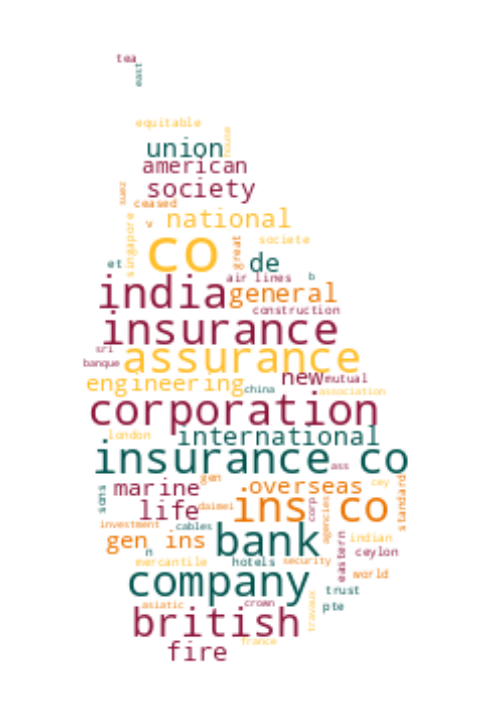 tea
east
equitable
union
house
american
society
suez
ceased
national
v
singapore
co
great
societe
et
de
air lines
b
india
general
construction
insurance
sri
assurance
banque
new
mutual
engineering
china
association
corporation
london
international
insurance co
ass
marine
gen
overseas
cey
sons
life
daimei
ins co
corp
agencies
standard
investment
cables
gen ins
bank
indian
n
eastern
ceylon
mercantile
hotels
security
world
company
trust
asiatic
crown
travaux
pte
british
france
fire